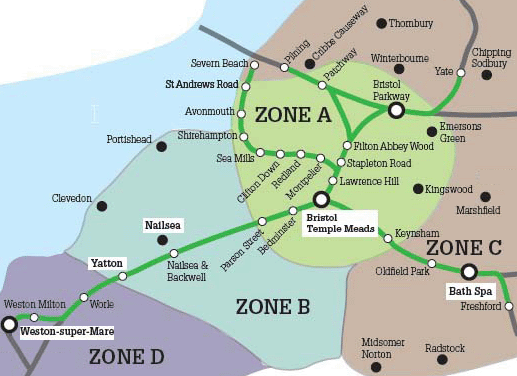 Thornbury
Cribbs Causeway
Pilning
Severn Beach
Patchway
Winterbourne
Chipping
Sodbury
Yate
St Andrews Road
Bristol
Parkway
ZONE A
Avonmouth
Emersons
Green
Shirehampton
Portishead
Filton Abbey Wood
Sea Mills
Clifton Down
Redland
Montpelier
Stapleton Road
Lawrence Hill
Kingswood
Clevedon
Marshfield
Nailsea
Bristol
Temple Meads
Parson Street
Bedminster
Keynsham
ZONE C
Yatton
Nailsea &
Backwell
Oldfield Park
Bath Spa
Weston Milton
Worle
ZONE B
Freshford
Weston-super-Mare
Midsomer
Norton
Radstock
ZONE D